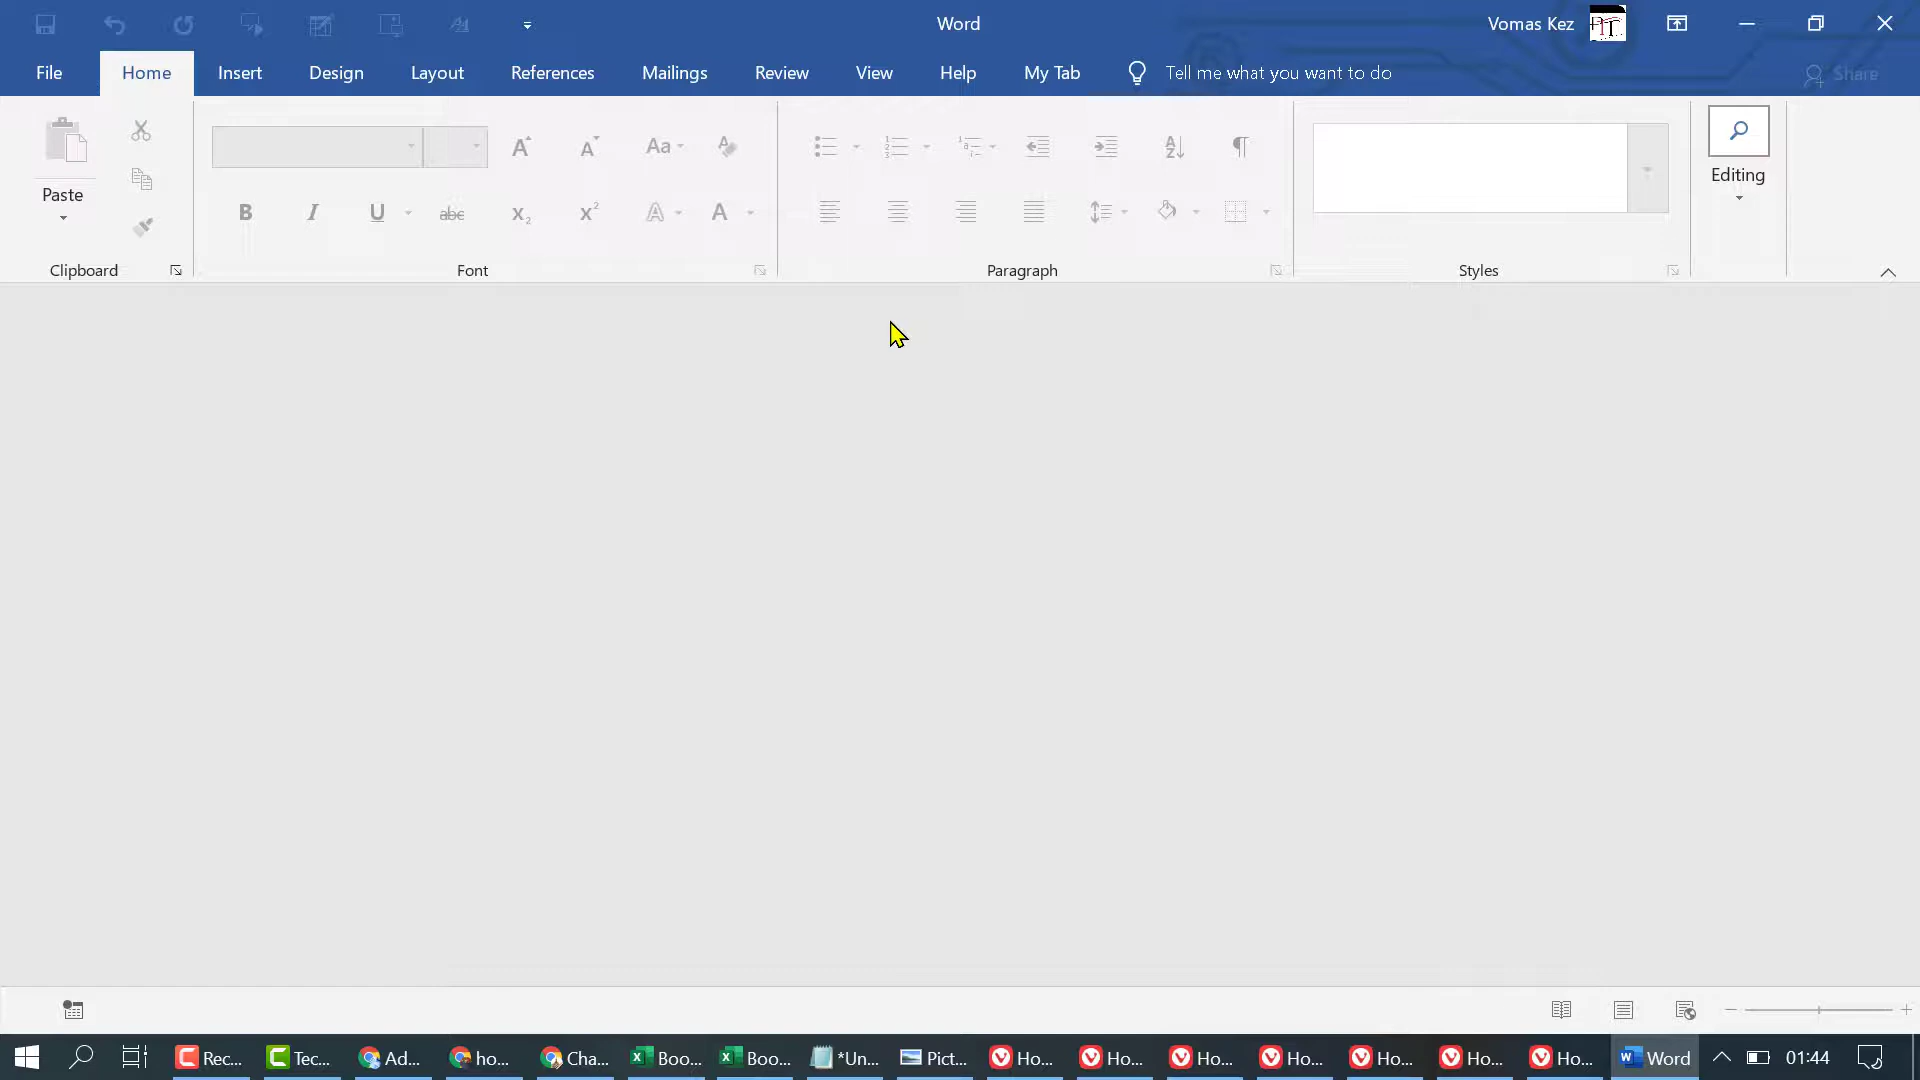 Word
Vomas Kez
File Home Insert Design Layout References Mailings Review View Help My Tab Tell me what you want to do Share
Paste
Editing
Clipboard Font Paragraph Styles
Rec... Tec... Ad... ho... Cha... Boo... Boo... *Un... Pict... Ho... Ho... Ho... Ho... Ho... Ho... Ho... Word 01:44